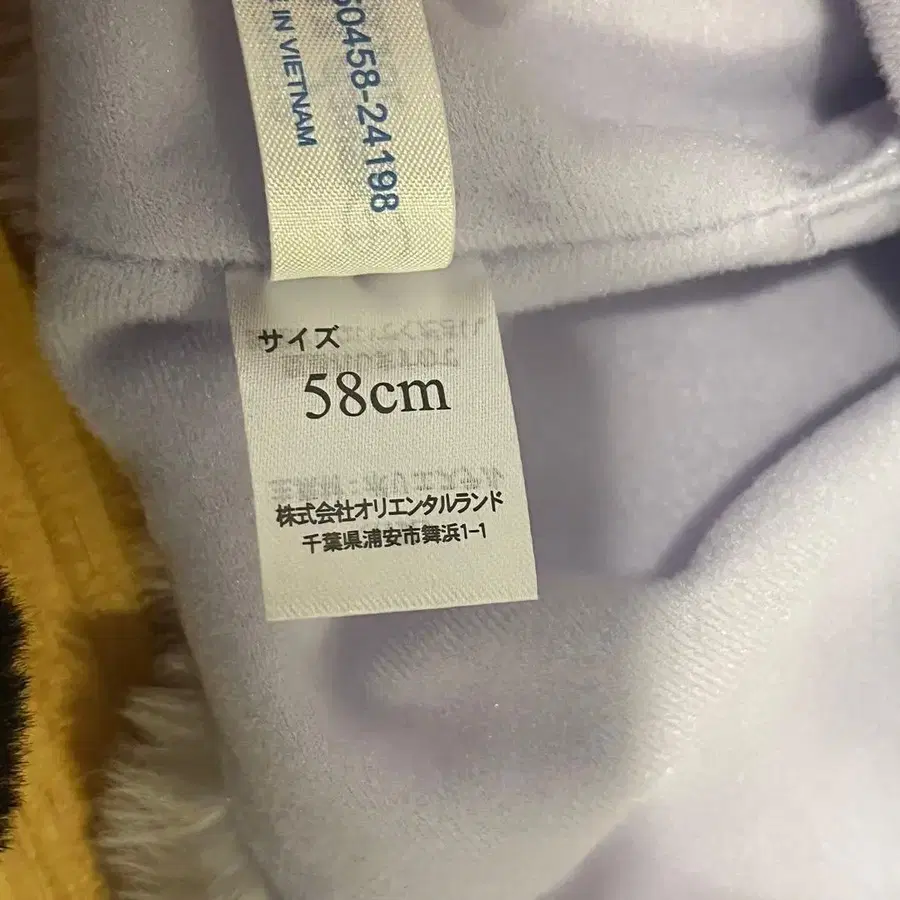 60458-24198
E IN VIETNAM
サイズ
58cm
株式会社オリエンタルランド
千葉県浦安市舞浜1-1